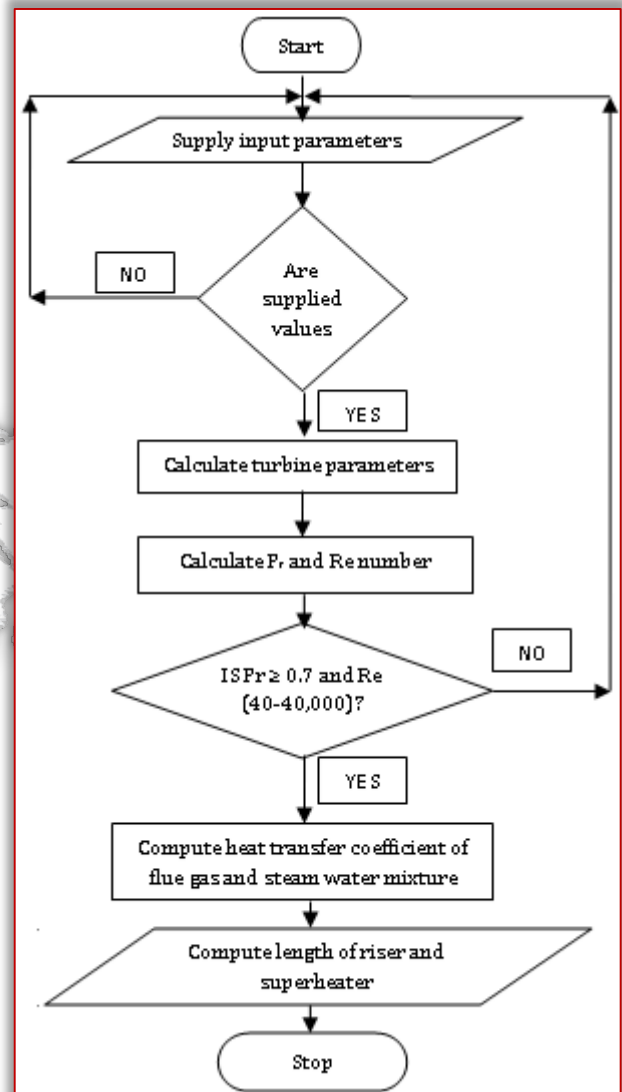 Start
Supply input parameters
Are
supplied
values
NO
YES
Calculate turbine parameters
Calculate Pr and Re number
IS Pr ≥ 0.7 and Re
(40-40,000)?
NO
YES
Compute heat transfer coefficient of
flue gas and steam water mixture
Compute length of riser and
superheater
Stop